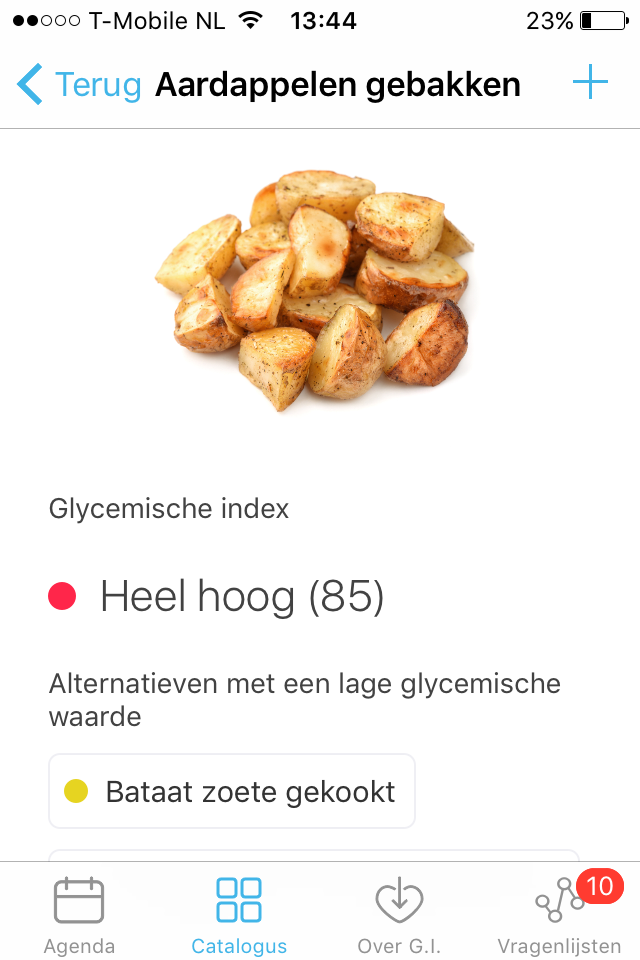 T-Mobile NL 13:44 23%
Terug Aardappelen gebakken
Glycemische index
Heel hoog (85)
Alternatieven met een lage glycemische
waarde
Bataat zoete gekookt
10
Agenda Catalogus Over G.I. Vragenlijsten